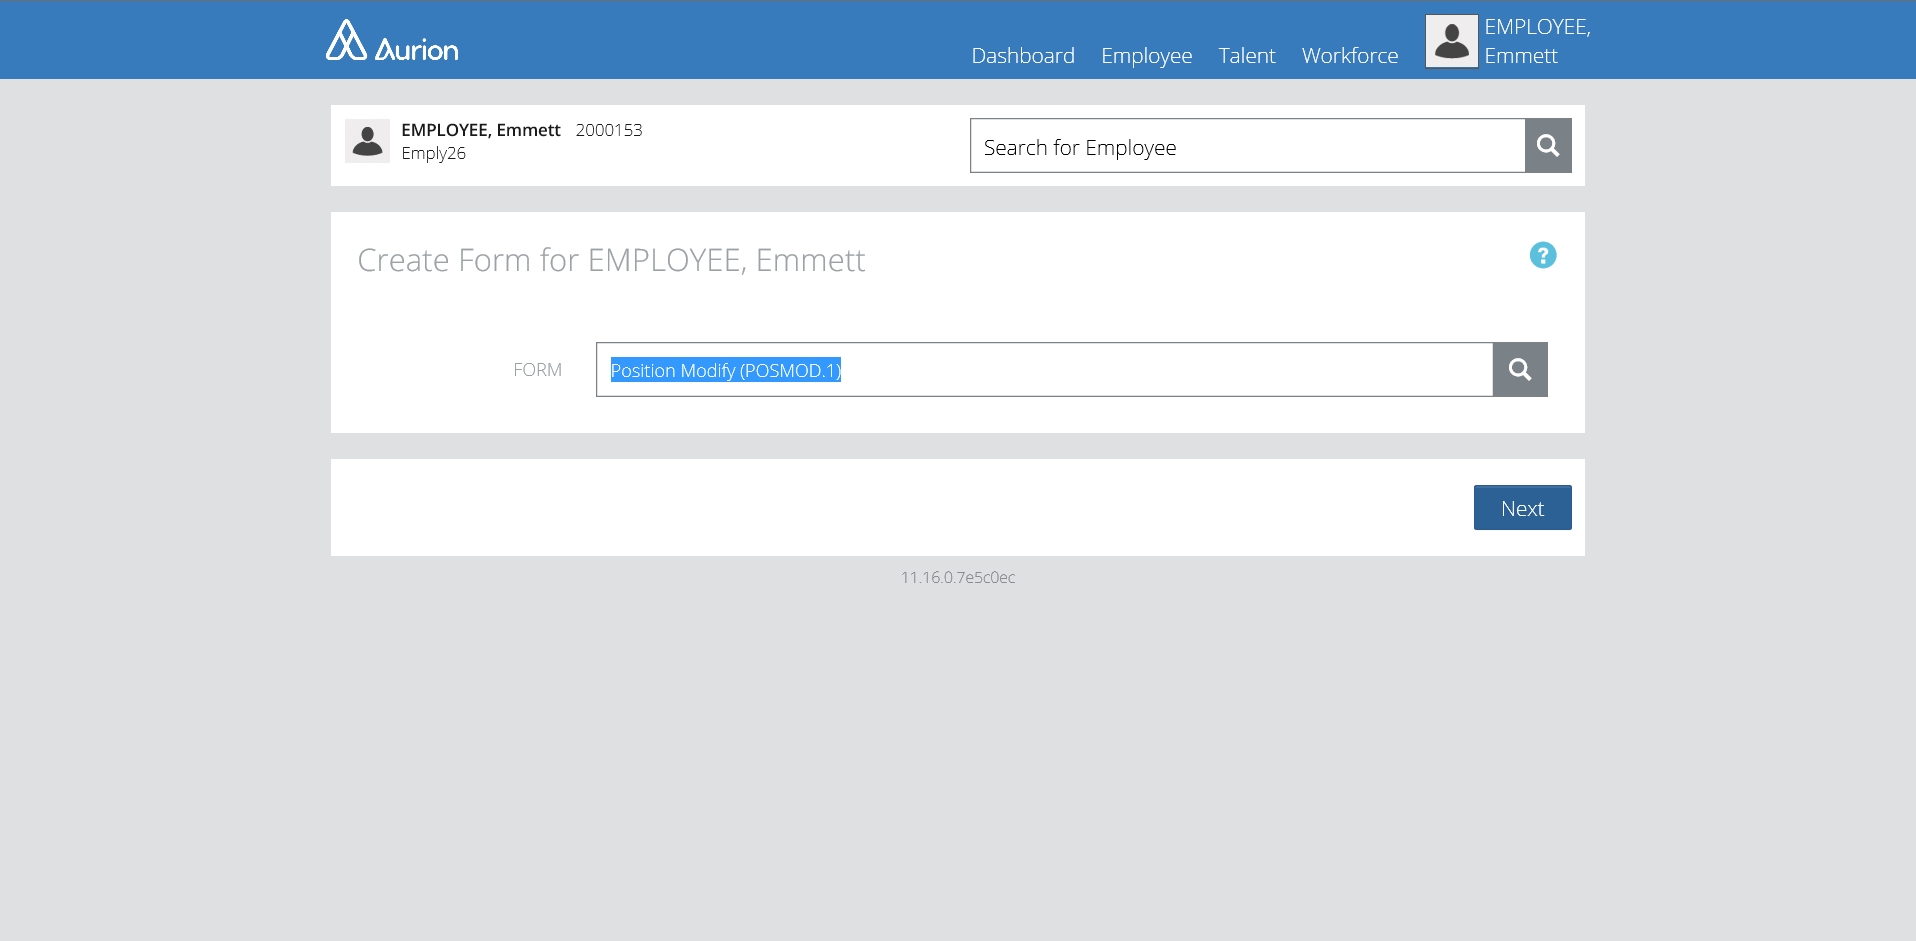 Aurion
Dashboard Employee Talent Workforce
EMPLOYEE,
Emmett
EMPLOYEE, Emmett 2000153
Emply26
Search for Employee
Create Form for EMPLOYEE, Emmett
?
FORM
Position Modify (POSMOD.1)
Next
11.16.0.7e5c0ec